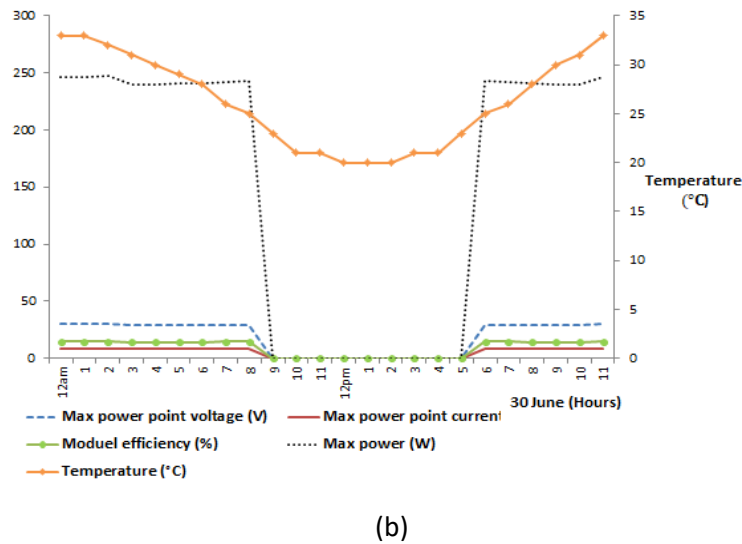 300
250
200
150
100
50
0
35
30
25
20
15
10
5
0
Temperature
(°C)
12am 1 2 3 4 5 6 7 8 9 10 11 12pm 1 2 3 4 5 6 7 8 9 10 11
30 June (Hours)
Max power point voltage (V) Max power point current
Moduel efficiency (%) Max power (W)
Temperature (°C)
(b)